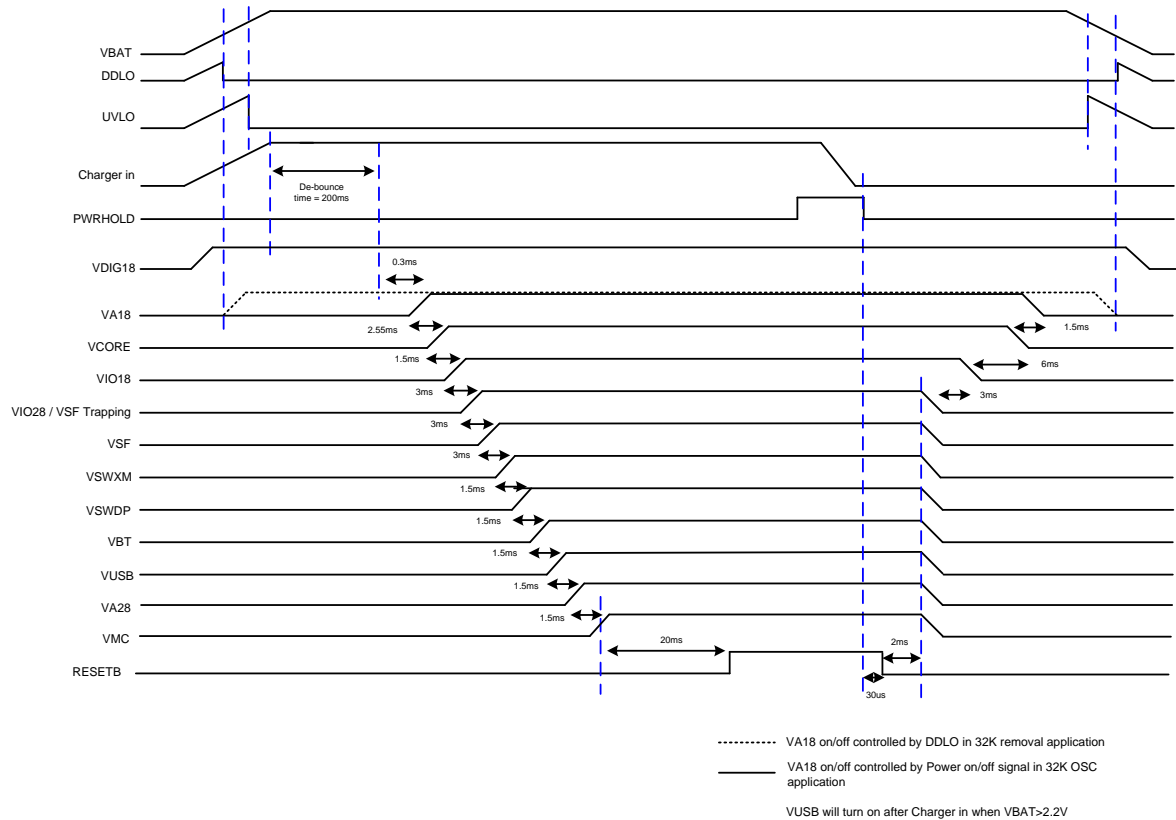 VBAT
DDLO
UVLO
Charger in
De-bounce
time = 200ms
PWRHOLD
VDIG18
0.3ms
VA18
2.55ms
1.5ms
VCORE
1.5ms
6ms
VIO18
3ms
3ms
VIO28 / VSF Trapping
3ms
VSF
3ms
VSWXM
1.5ms
VSWDP
1.5ms
VBT
1.5ms
VUSB
1.5ms
VA28
1.5ms
VMC
20ms
2ms
RESETB
30us
VA18 on/off controlled by DDLO in 32K removal application
VA18 on/off controlled by Power on/off signal in 32K OSC
application
VUSB will turn on after Charger in when VBAT>2.2V